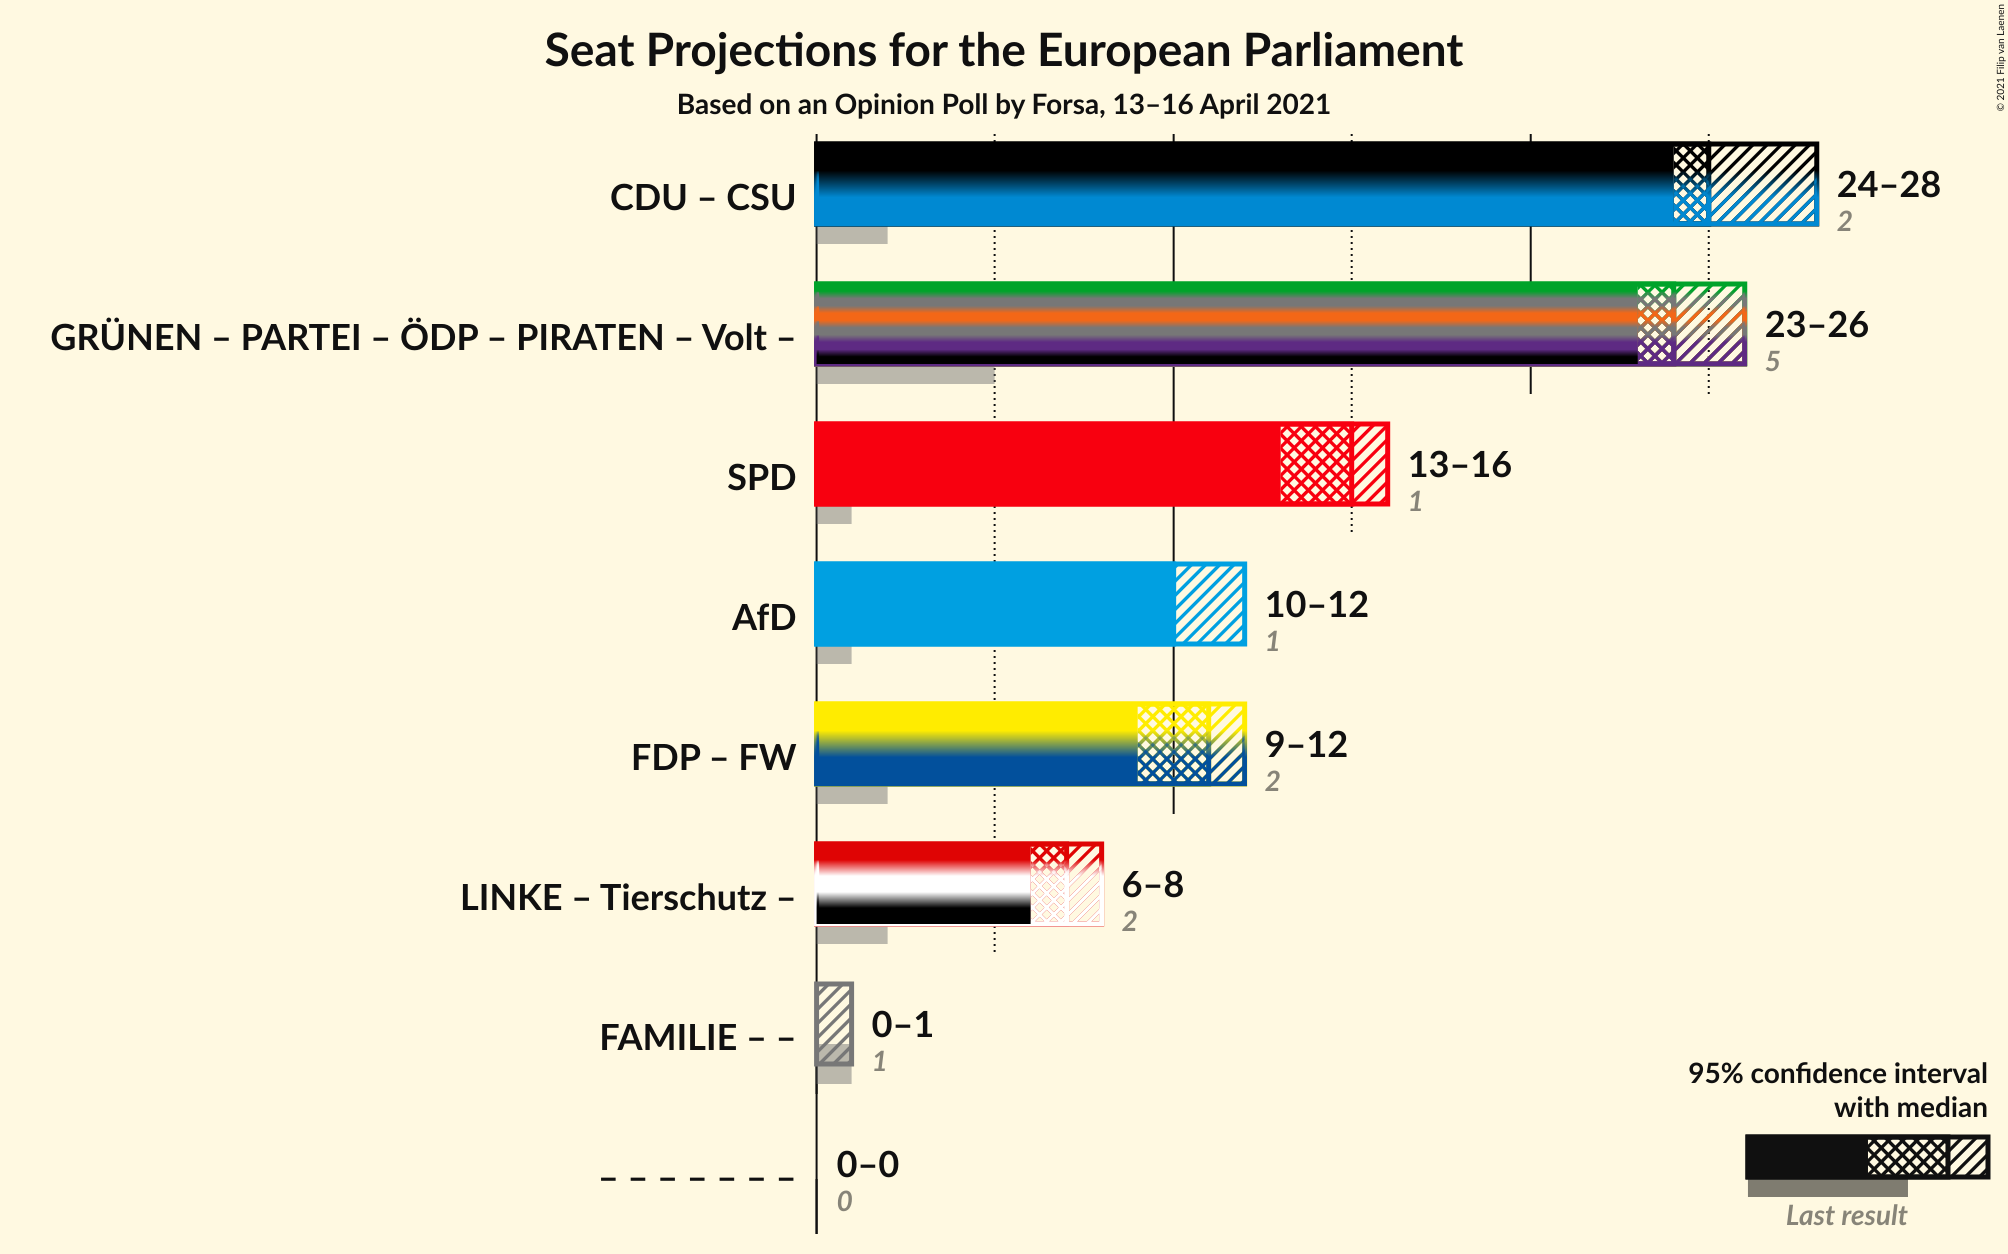 Seat Projections for the European Parliament
Based on an Opinion Poll by Forsa, 13–16 April 2021
© 2021 Filip van Laenen
CDU – CSU
24–28
2
GRÜNEN – PARTEI – ÖDP – PIRATEN – Volt –
23–26
5
SPD
13–16
1
AfD
10–12
1
FDP – FW
9–12
2
LINKE – Tierschutz –
6–8
2
FAMILIE – –
0–1
1
– – – – – – –
0–0
0
95% confidence interval
with median
Last result